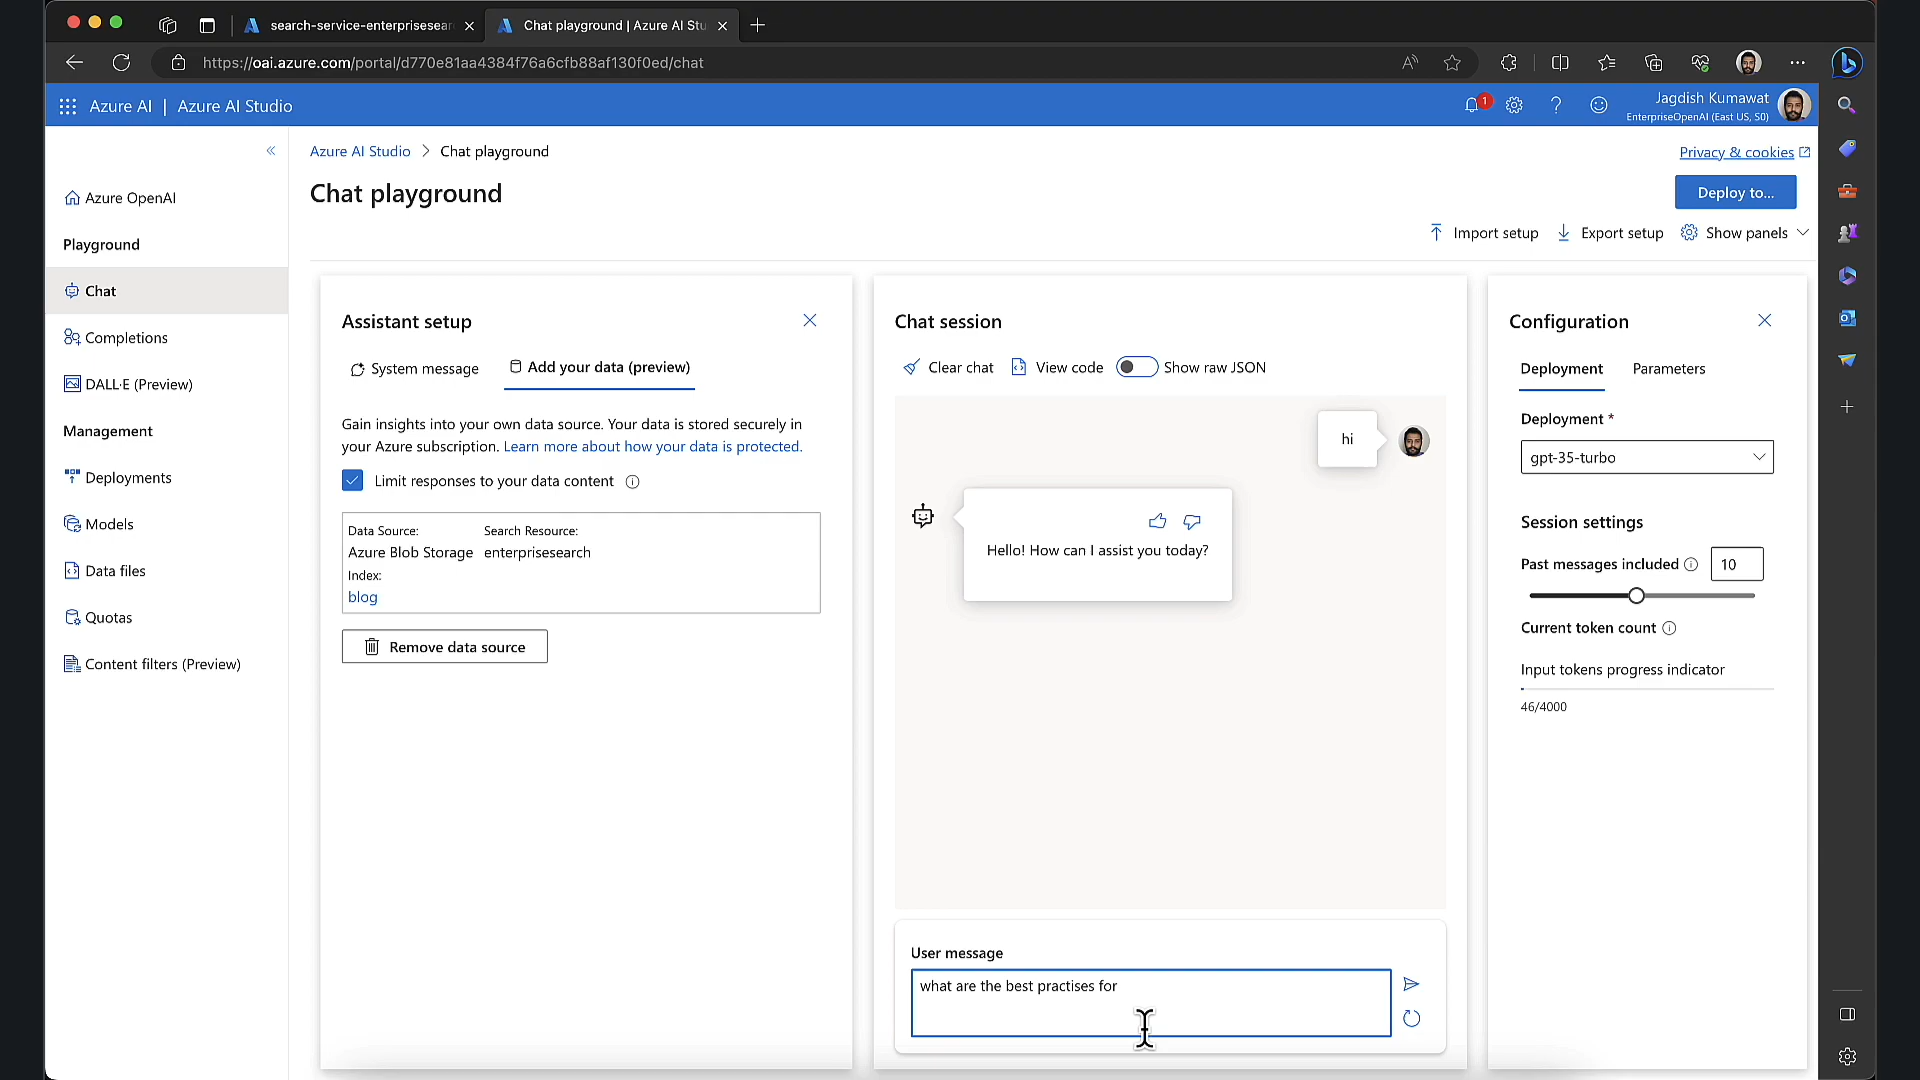 search-service-enterprisesear
Chat playground | Azure AI Stu
https://oai.azure.com/portal/d770e81aa4384f76a6cfb88af130f0ed/chat
Azure AI | Azure AI Studio
1
Jagdish Kumawat
EnterpriseOpenAI (East US, S0)
Azure AI Studio > Chat playground
Privacy & cookies
Chat playground
Deploy to...
Import setup
Export setup
Show panels
Azure OpenAI
Playground
Chat
Completions
DALL·E (Preview)
Management
Deployments
Models
Data files
Quotas
Content filters (Preview)
Assistant setup
System message
Add your data (preview)
Gain insights into your own data source. Your data is stored securely in
your Azure subscription. Learn more about how your data is protected.
Limit responses to your data content
Data Source:
Azure Blob Storage
Search Resource:
enterprisesearch
Index:
blog
Remove data source
Chat session
Clear chat
View code
Show raw JSON
hi
Hello! How can I assist you today?
User message
what are the best practises for
Configuration
Deployment
Parameters
Deployment *
gpt-35-turbo
Session settings
Past messages included
10
Current token count
Input tokens progress indicator
46/4000